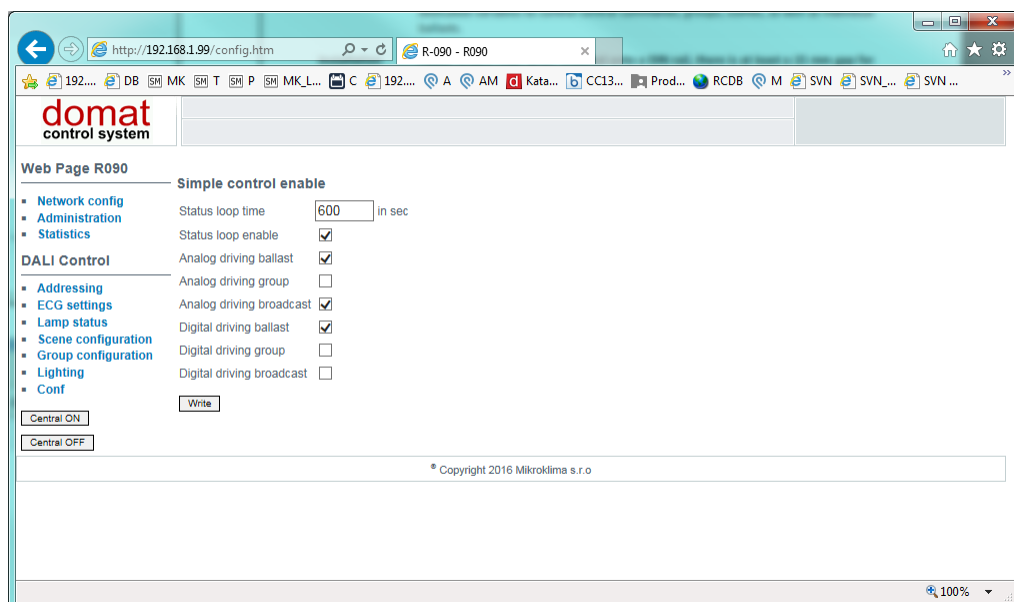 http://192.168.1.99/config.htm
R-090 - R090
192.... DB MK T P MK_L... C 192.... A AM Kata... CC13... Prod... RCDB M SVN SVN_... SVN ...
domat
control system
Web Page R090
Network config
Administration
Statistics
DALI Control
Addressing
ECG settings
Lamp status
Scene configuration
Group configuration
Lighting
Conf
Central ON
Central OFF
Simple control enable
Status loop time 600 in sec
Status loop enable
Analog driving ballast
Analog driving group
Analog driving broadcast
Digital driving ballast
Digital driving group
Digital driving broadcast
Write
® Copyright 2016 Mikroklima s.r.o
100%